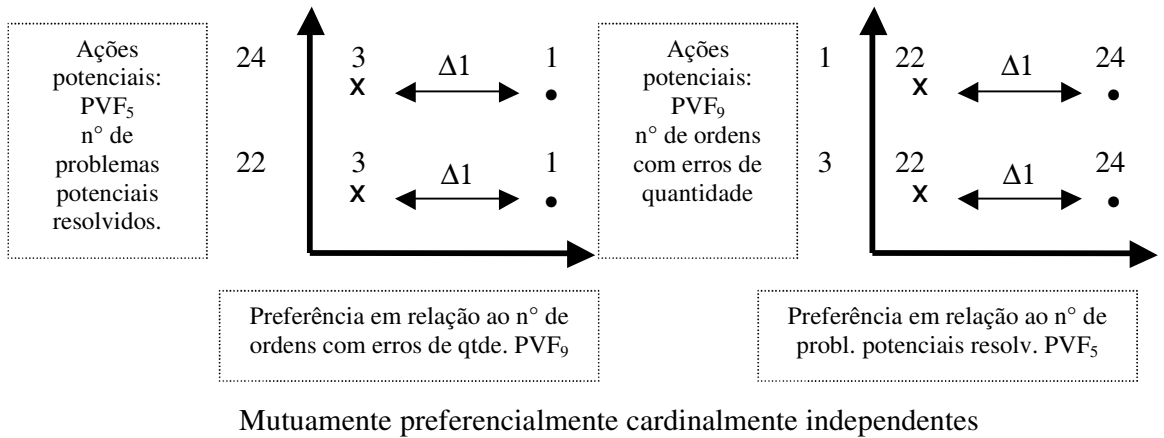 Ações
potenciais:
PVF₅
n° de
problemas
potenciais
resolvidos.
24 3 Δ1 1
x
22 3 Δ1 1
x
Preferência em relação ao n° de
ordens com erros de qtde. PVF₉
Ações
potenciais:
PVF₉
n° de ordens
com erros de
quantidade
1 22 Δ1 24
x
3 22 Δ1 24
x
Preferência em relação ao n° de
probl. potenciais resolv. PVF₅
Mutuamente preferencialmente cardinalmente independentes